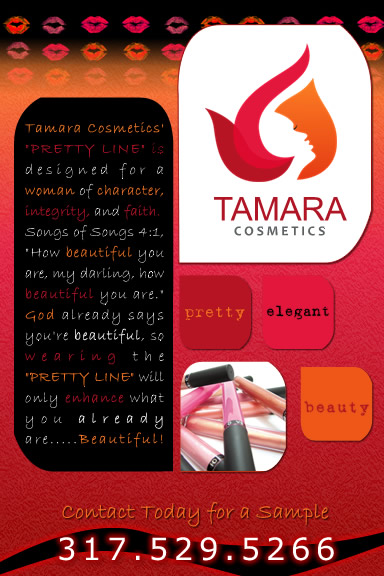 Tamara Cosmetics'
"PRETTY LINE" is
designed for a
woman of character,
integrity, and faith.
Songs of Songs 4:1,
"How beautiful you
are, my darling, how
beautiful you are."
God already says
you're beautiful, so
wearing the
"PRETTY LINE" will
only enhance what
you already
are.....Beautiful!
TAMARA
COSMETICS
pretty
elegant
beauty
Contact Today for a Sample
317.529.5266